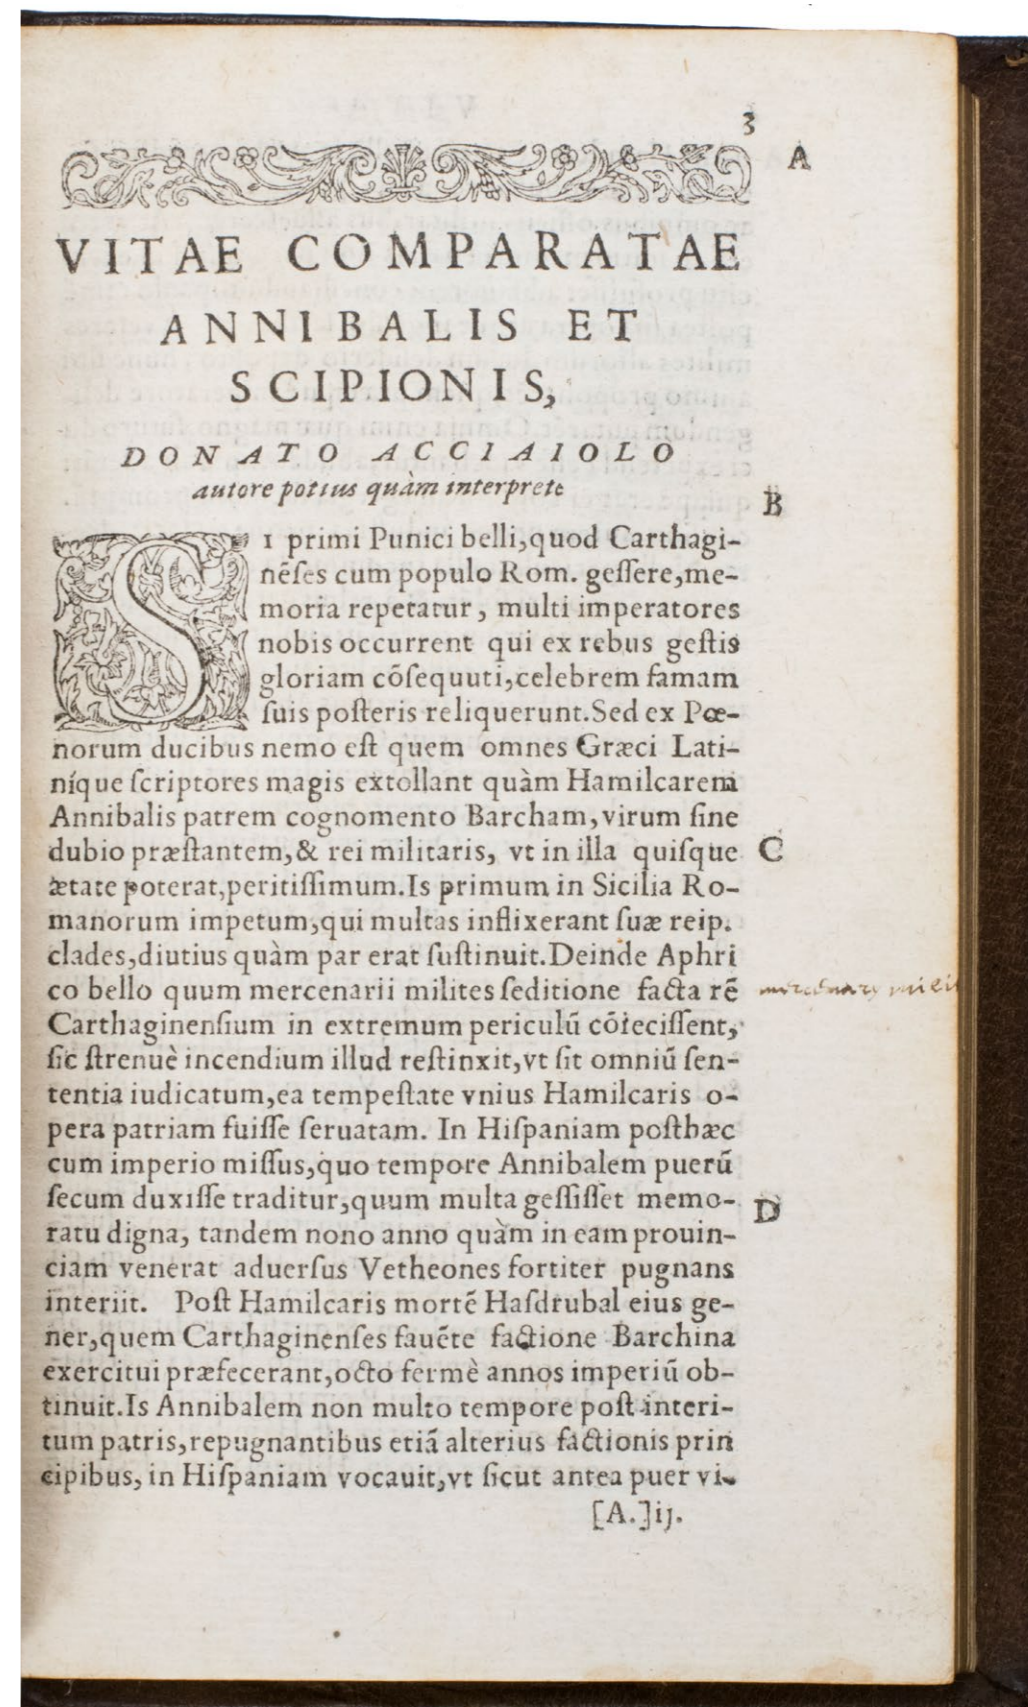 3
A
VITAE COMPARATAE
ANNIBALIS ET
SCIPIONIS,
DONATO ACCIAIOLO
autore potius quàm interprete
B
SI primi Punici belli,quod Carthagi-
nēſes cum populo Rom. geſſere,me-
moria repetatur, multi imperatores
nobis occurrent qui ex rebus geſtis
gloriam cōſequuti,celebrem famam
ſuis poſteris reliquerunt.Sed ex Pœ-
norum ducibus nemo eſt quem omnes Græci Lati-
níque ſcriptores magis extollant quàm Hamilcarem
Annibalis patrem cognomento Barcham,virum ſine
dubio præſtantem,& rei militaris, vt in illa quiſque
C
ætate poterat,peritiſſimum.Is primum in Sicilia Ro-
manorum impetum,qui multas inflixerant ſuæ reip.
clades,diutius quàm par erat ſuſtinuit.Deinde Aphri
co bello quum mercenarii milites ſeditione facta rē
mercenary
Carthaginenſium in extremum periculū cōieciſſent,
ſic ſtrenuè incendium illud reſtinxit,vt ſit omniū ſen-
tentia iudicatum,ea tempeſtate vnius Hamilcaris o-
pera patriam fuiſſe ſeruatam. In Hiſpaniam poſthæc
cum imperio miſſus,quo tempore Annibalem puerū
ſecum duxiſſe traditur,quum multa geſſiſſet memo-
D
ratu digna, tandem nono anno quàm in eam prouin-
ciam venerat aduerſus Vetheones fortiter pugnans
interiit. Poſt Hamilcaris mortē Haſdrubal eius ge-
ner,quem Carthaginenſes fauēte factione Barchina
exercitui præfecerant,octo fermè annos imperiū ob-
tinuit.Is Annibalem non multo tempore poſt interi-
tum patris,repugnantibus etiā alterius factionis prin
cipibus, in Hiſpaniam vocauit,vt ſicut antea puer vi-
[A.]ij.